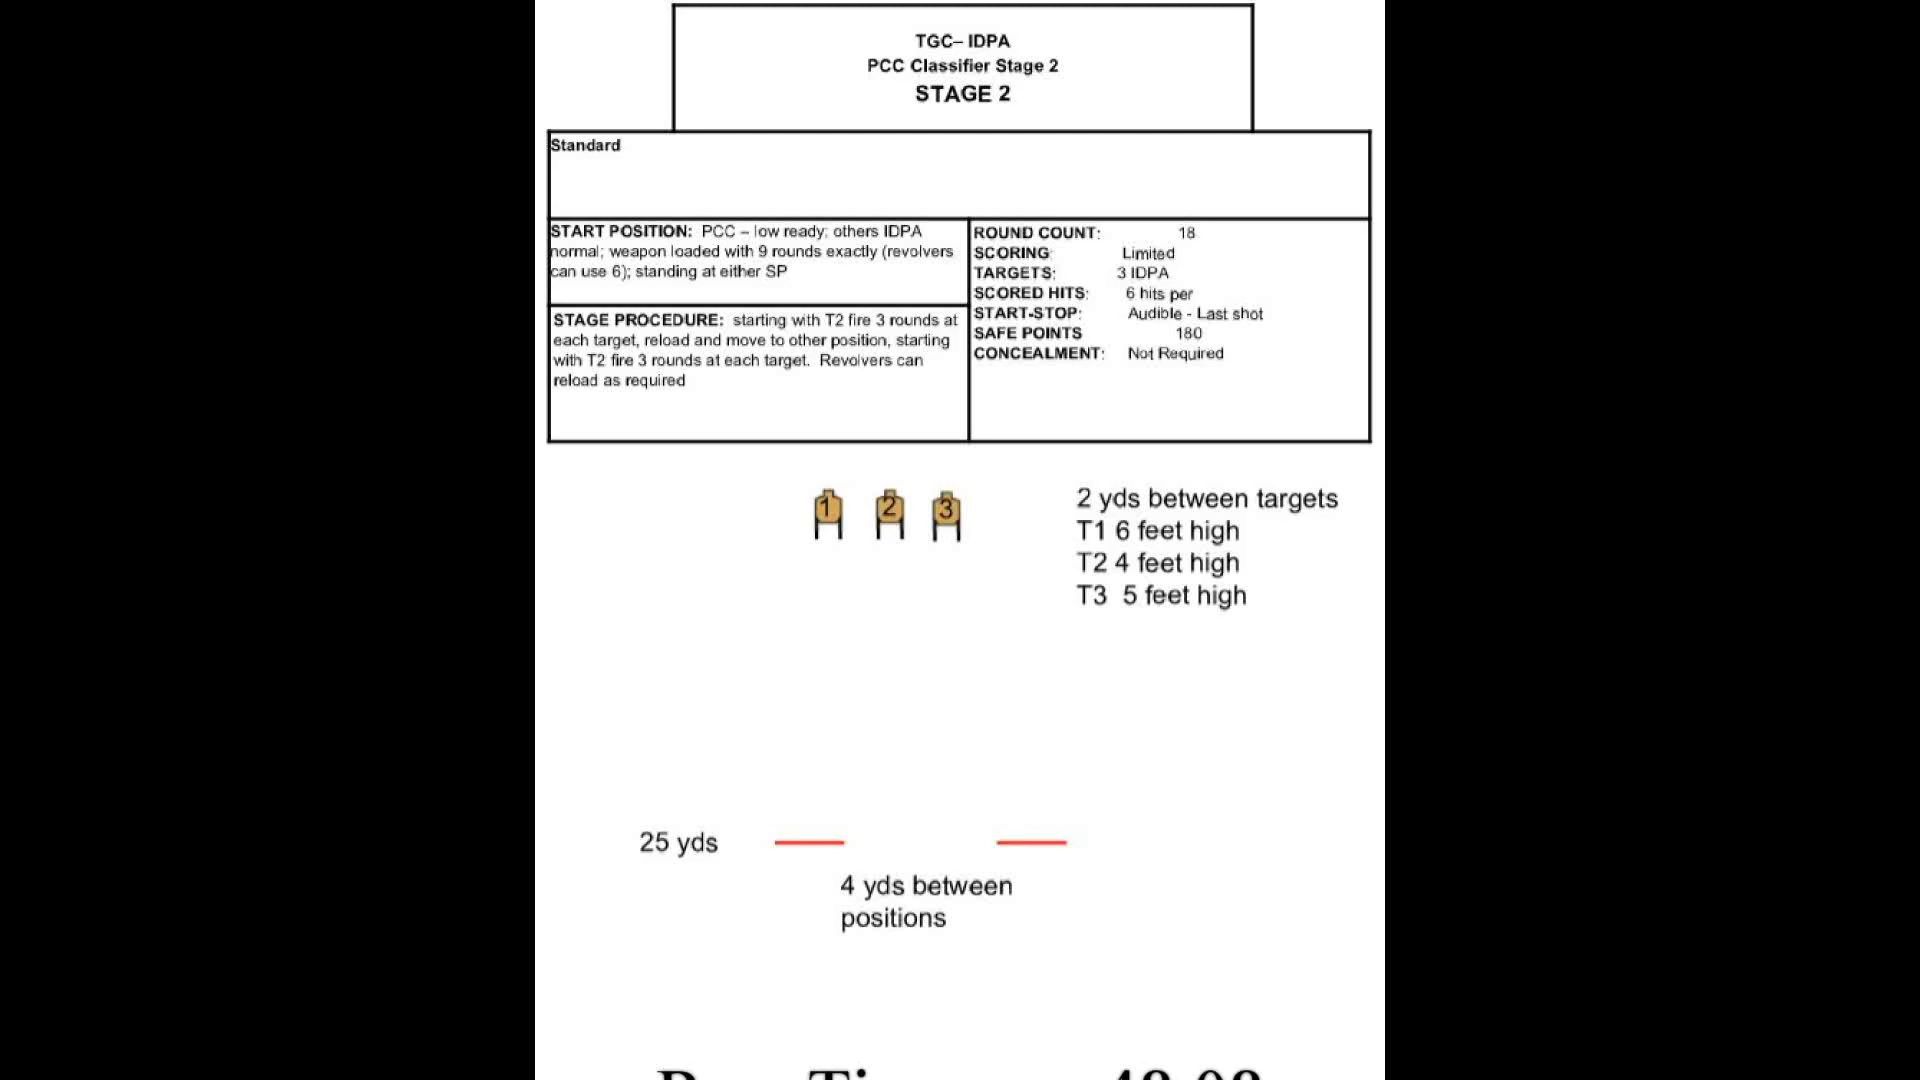 TGC– IDPA
PCC Classifier Stage 2
STAGE 2
Standard
START POSITION: PCC – low ready; others IDPA
normal; weapon loaded with 9 rounds exactly (revolvers
can use 6); standing at either SP
STAGE PROCEDURE: starting with T2 fire 3 rounds at
each target, reload and move to other position, starting
with T2 fire 3 rounds at each target. Revolvers can
reload as required
ROUND COUNT: 18
SCORING: Limited
TARGETS: 3 IDPA
SCORED HITS: 6 hits per
START-STOP: Audible - Last shot
SAFE POINTS 180
CONCEALMENT: Not Required
1 2 3
2 yds between targets
T1 6 feet high
T2 4 feet high
T3 5 feet high
25 yds
4 yds between
positions